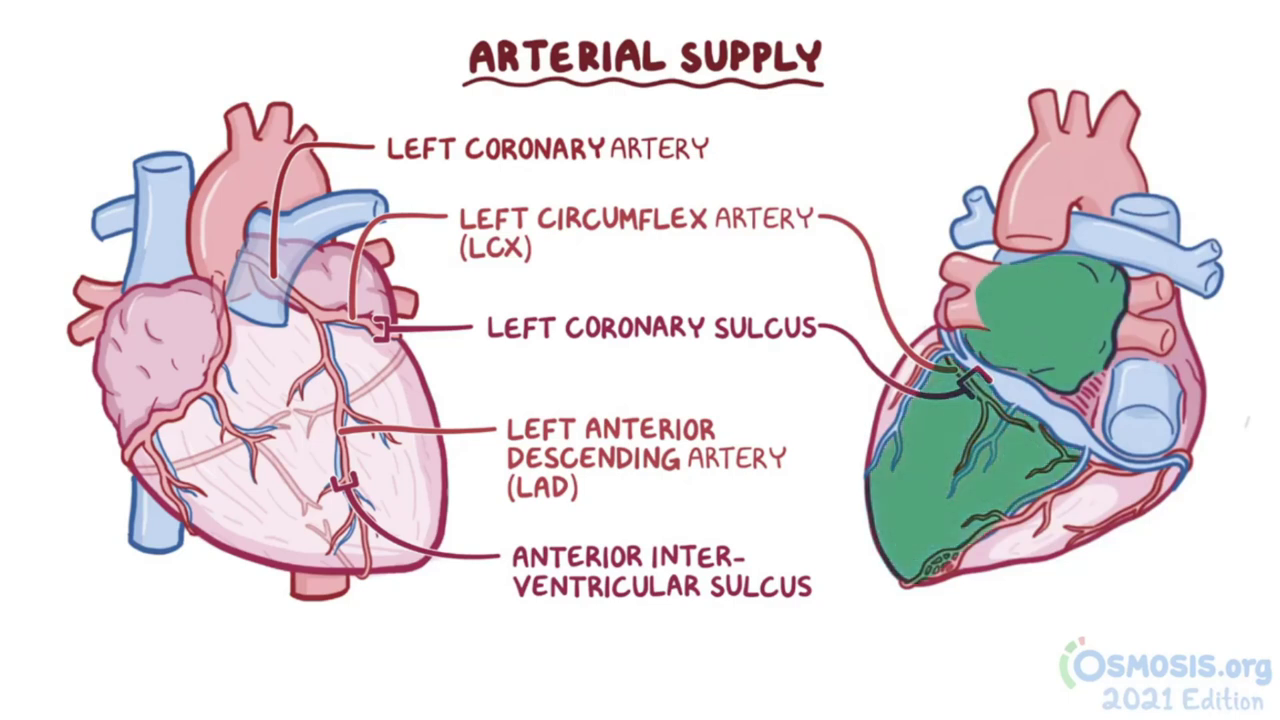 ARTERIAL SUPPLY
LEFT CORONARY ARTERY
LEFT CIRCUMFLEX ARTERY
(LCX)
LEFT CORONARY SULCUS
LEFT ANTERIOR
DESCENDING ARTERY
(LAD)
ANTERIOR INTER-
VENTRICULAR SULCUS
OSMOSIS.org
2021 Edition